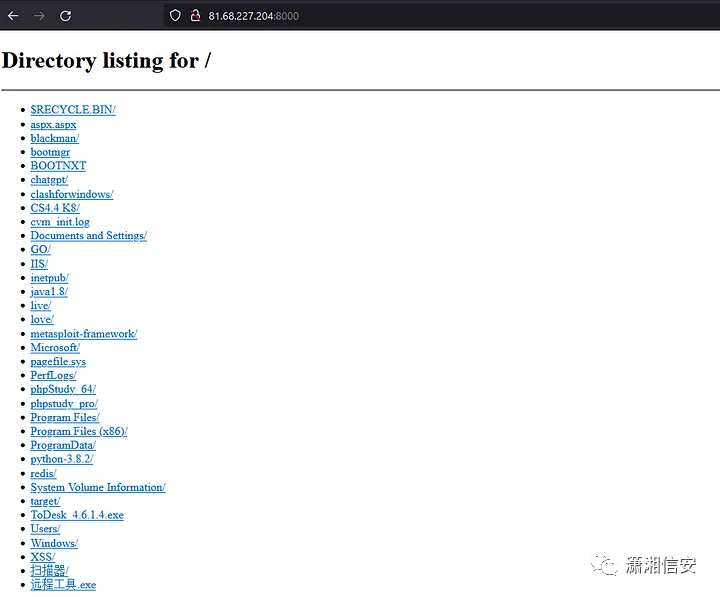 81.68.227.204:8000
Directory listing for /
$RECYCLE.BIN/
aspx.aspx
blackman/
bootmgr
BOOTNXT
chatgpt/
clashforwindows/
CS4.4 K8/
cvm_init.log
Documents and Settings/
GO/
IIS/
inetpub/
java1.8/
live/
love/
metasploit-framework/
Microsoft/
pagefile.sys
PerfLogs/
phpStudy_64/
phpstudy_pro/
Program Files/
Program Files (x86)/
ProgramData/
python-3.8.2/
redis/
System Volume Information/
target/
ToDesk_4.6.1.4.exe
Users/
Windows/
XSS/
扫描器/
远程工具.exe
潇湘信安